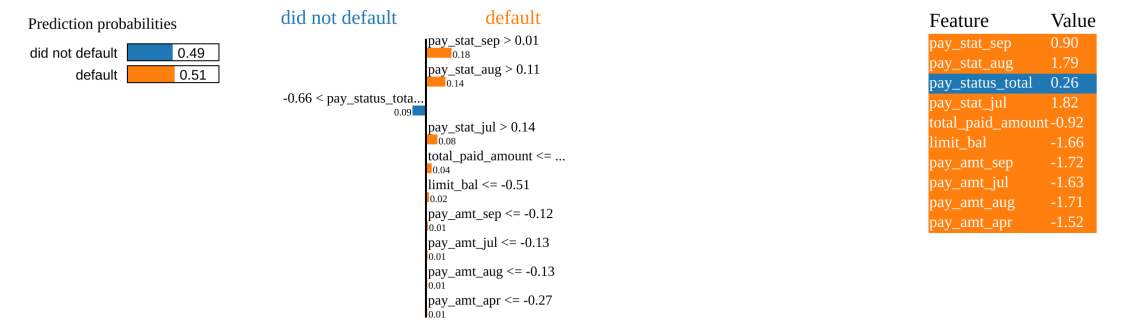 Prediction probabilities
did not default 0.49
default 0.51
did not default default
pay_stat_sep > 0.01
0.18
pay_stat_aug > 0.11
0.14
-0.66 < pay_status_tota...
0.09
pay_stat_jul > 0.14
0.08
total_paid_amount <= ...
0.04
limit_bal <= -0.51
0.02
pay_amt_sep <= -0.12
0.01
pay_amt_jul <= -0.13
0.01
pay_amt_aug <= -0.13
0.01
pay_amt_apr <= -0.27
0.01
Feature Value
pay_stat_sep 0.90
pay_stat_aug 1.79
pay_status_total 0.26
pay_stat_jul 1.82
total_paid_amount -0.92
limit_bal -1.66
pay_amt_sep -1.72
pay_amt_jul -1.63
pay_amt_aug -1.71
pay_amt_apr -1.52